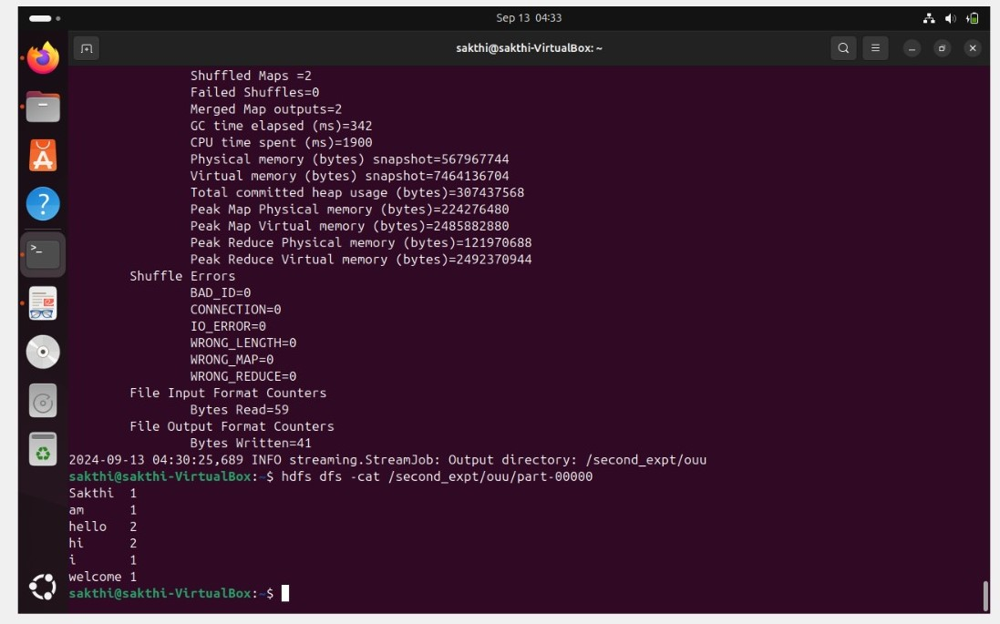 Sep 13 04:33
sakthi@sakthi-VirtualBox: ~
Shuffled Maps =2
Failed Shuffles=0
Merged Map outputs=2
GC time elapsed (ms)=342
CPU time spent (ms)=1900
Physical memory (bytes) snapshot=567967744
Virtual memory (bytes) snapshot=7464136704
Total committed heap usage (bytes)=307437568
Peak Map Physical memory (bytes)=224276480
Peak Map Virtual memory (bytes)=2485882880
Peak Reduce Physical memory (bytes)=121970688
Peak Reduce Virtual memory (bytes)=2492370944
Shuffle Errors
BAD_ID=0
CONNECTION=0
IO_ERROR=0
WRONG_LENGTH=0
WRONG_MAP=0
WRONG_REDUCE=0
File Input Format Counters
Bytes Read=59
File Output Format Counters
Bytes Written=41
2024-09-13 04:30:25,689 INFO streaming.StreamJob: Output directory: /second_expt/ouu
sakthi@sakthi-VirtualBox:~$ hdfs dfs -cat /second_expt/ouu/part-00000
Sakthi 1
am 1
hello 2
hi 2
i 1
welcome 1
sakthi@sakthi-VirtualBox:~$